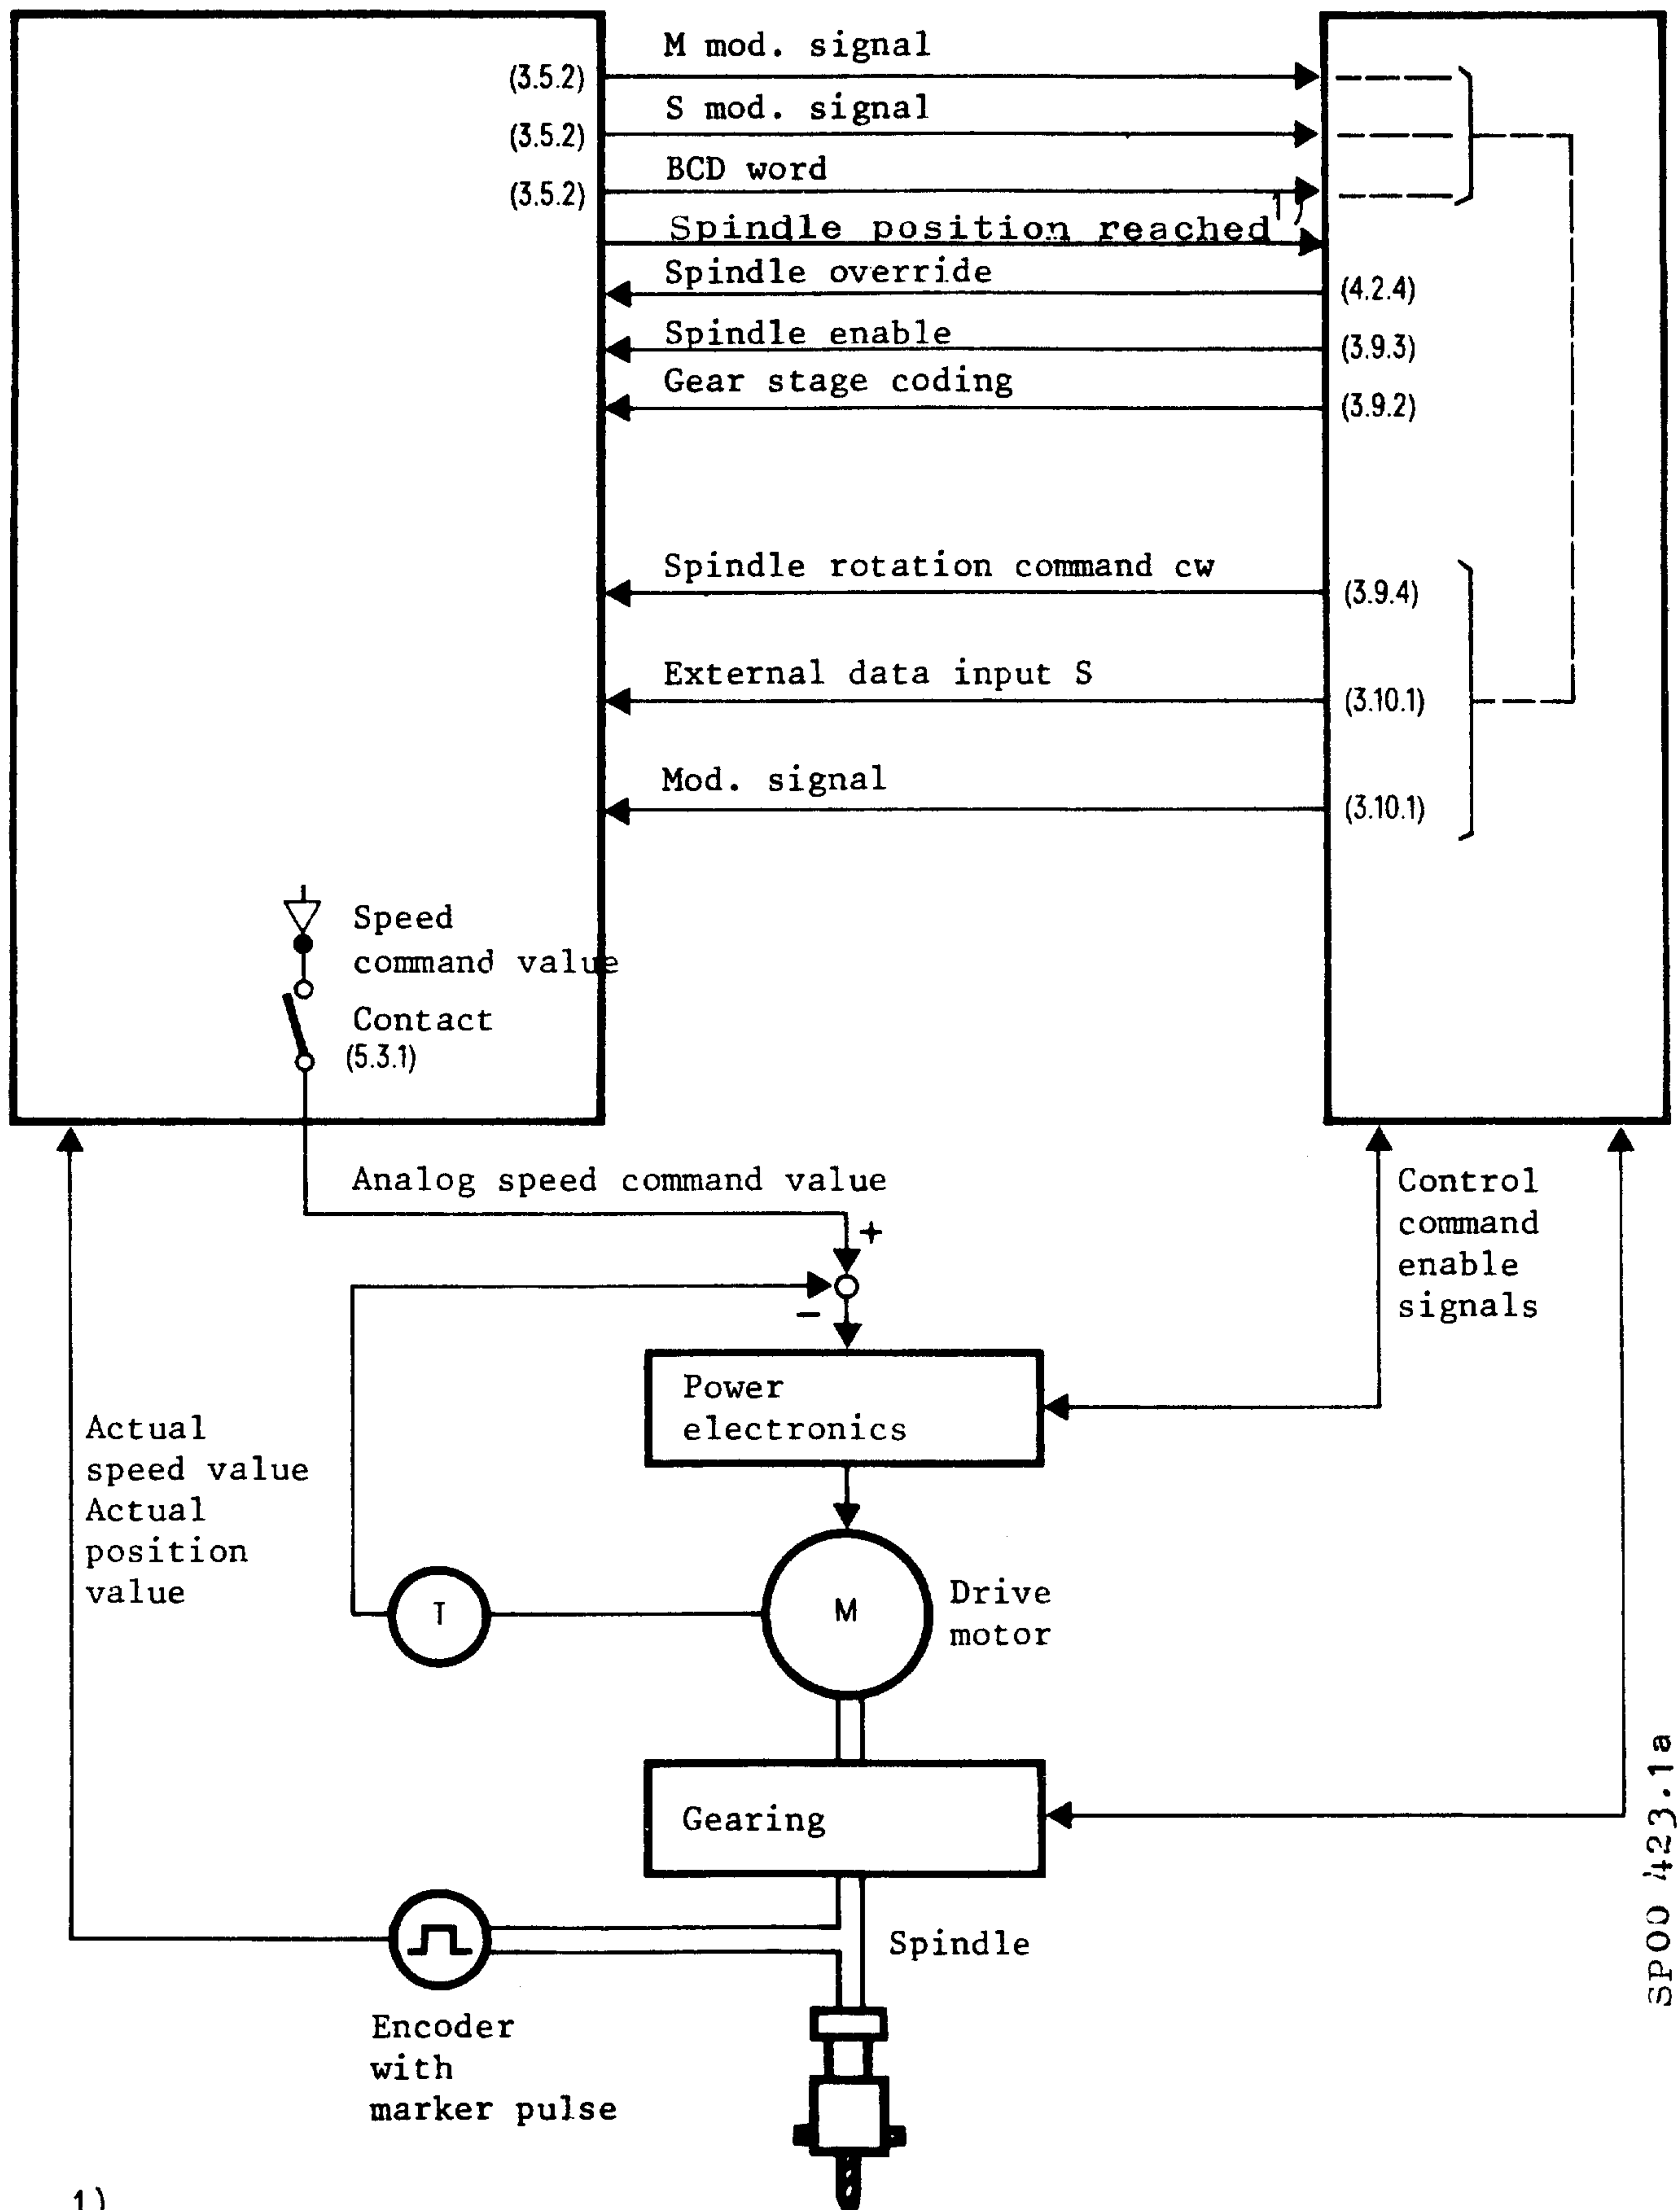 M mod. signal
(3.5.2)
S mod. signal
(3.5.2)
BCD word
(3.5.2)
Spindle position reached 1)
Spindle override
(4.2.4)
Spindle enable
(3.9.3)
Gear stage coding
(3.9.2)
Spindle rotation command cw
(3.9.4)
External data input S
(3.10.1)
Mod. signal
(3.10.1)
Speed
command value
Contact
(5.3.1)
Analog speed command value
+
−
Control
command
enable
signals
Power
electronics
Actual
speed value
Actual
position
value
T
M
Drive
motor
Gearing
Spindle
Encoder
with
marker pulse
SP00 423.1a
1)